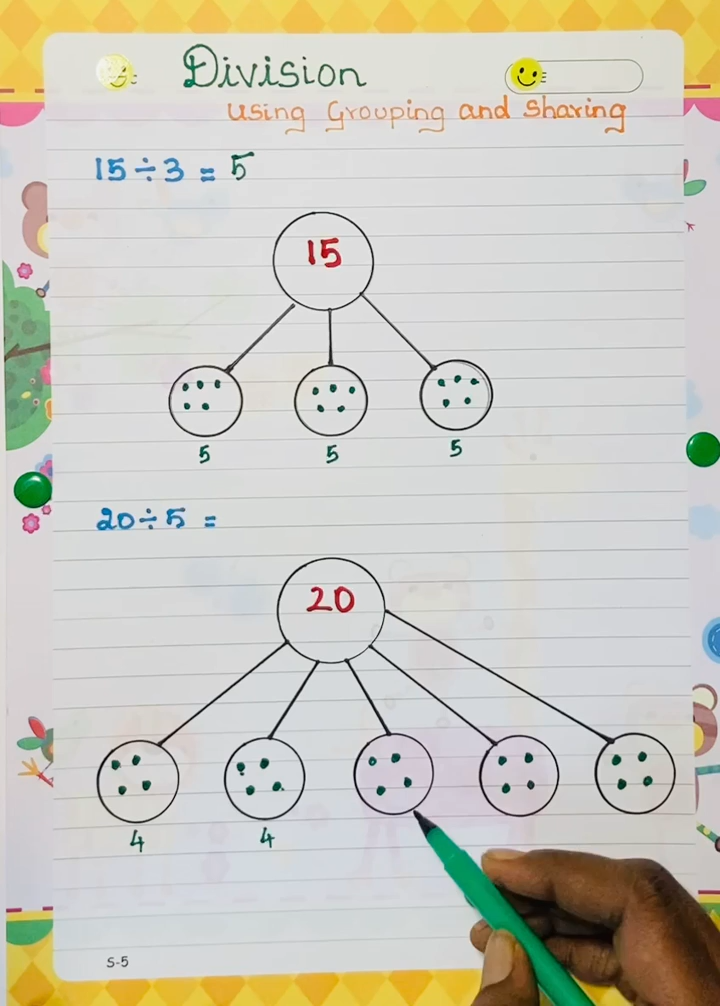 Division
Using Grouping and Sharing
15 ÷ 3 = 5
15
5 5 5
20 ÷ 5 =
20
4 4
S-5